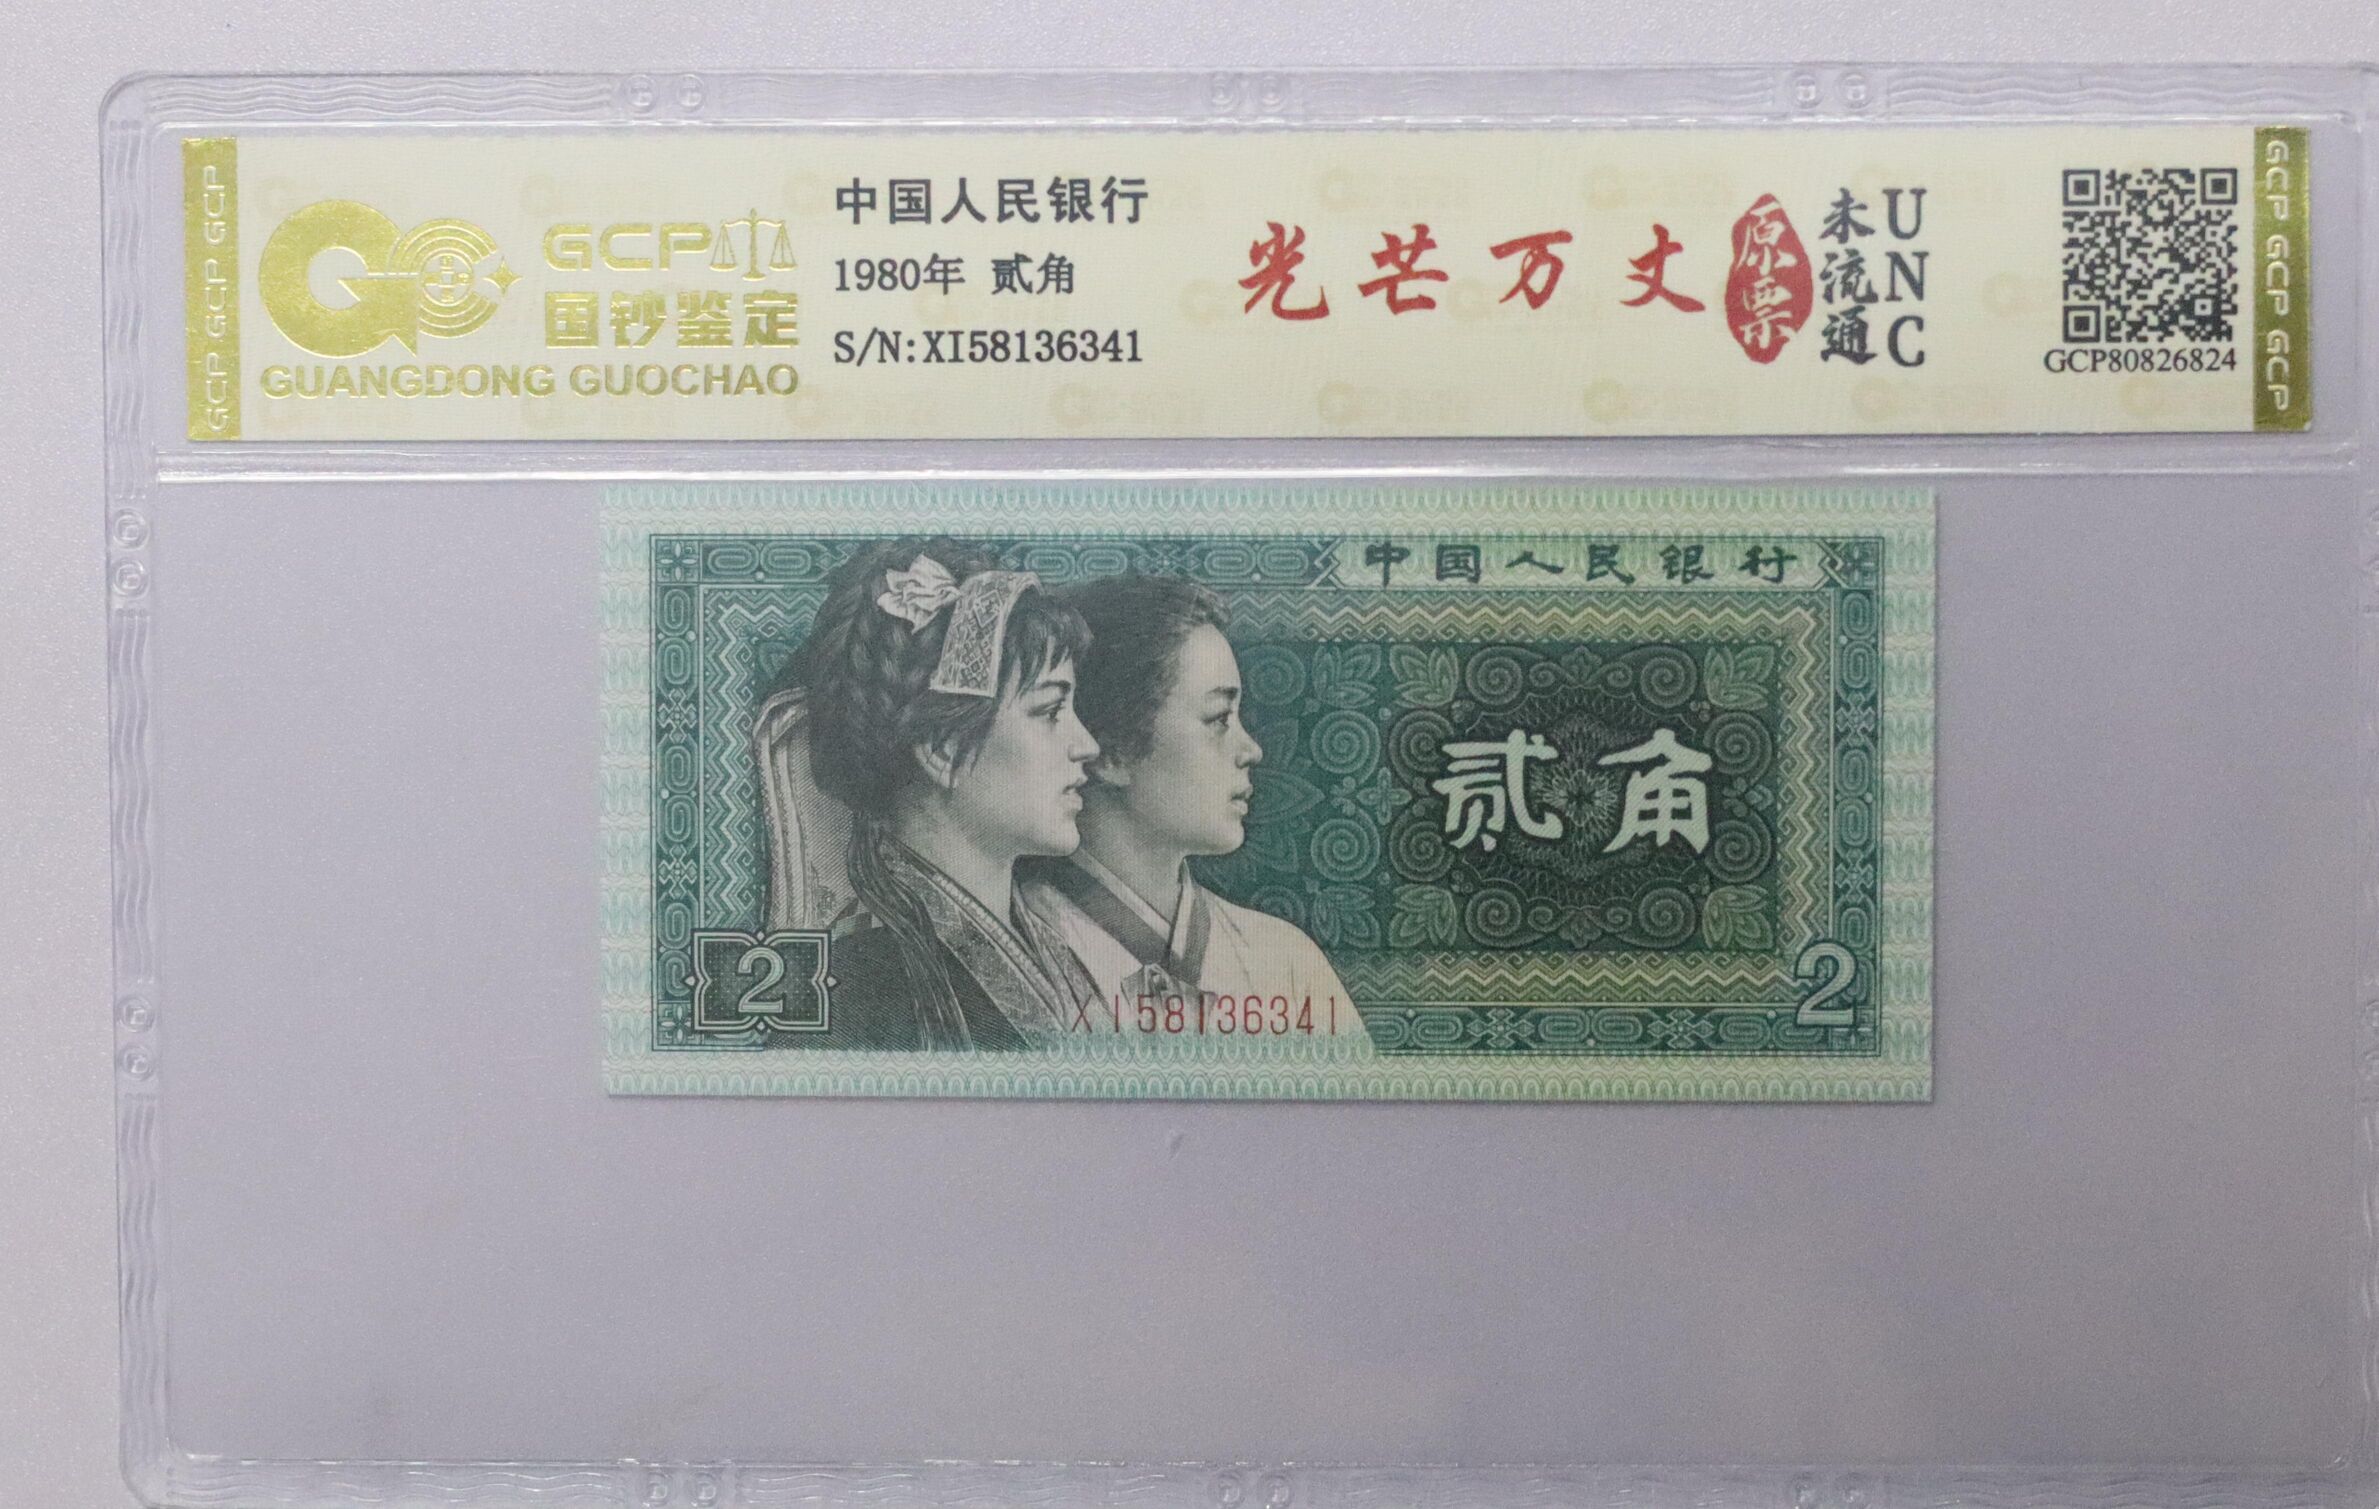 GCP GCP GCP
GCP
国钞鉴定
GUANGDONG GUOCHAO
中国人民银行
1980年 贰角
S/N:XI58136341
光芒万丈
原票
未流通
UNC
GCP80826824
GCP GCP GCP
中国人民银行
贰角
2
XI58136341
2